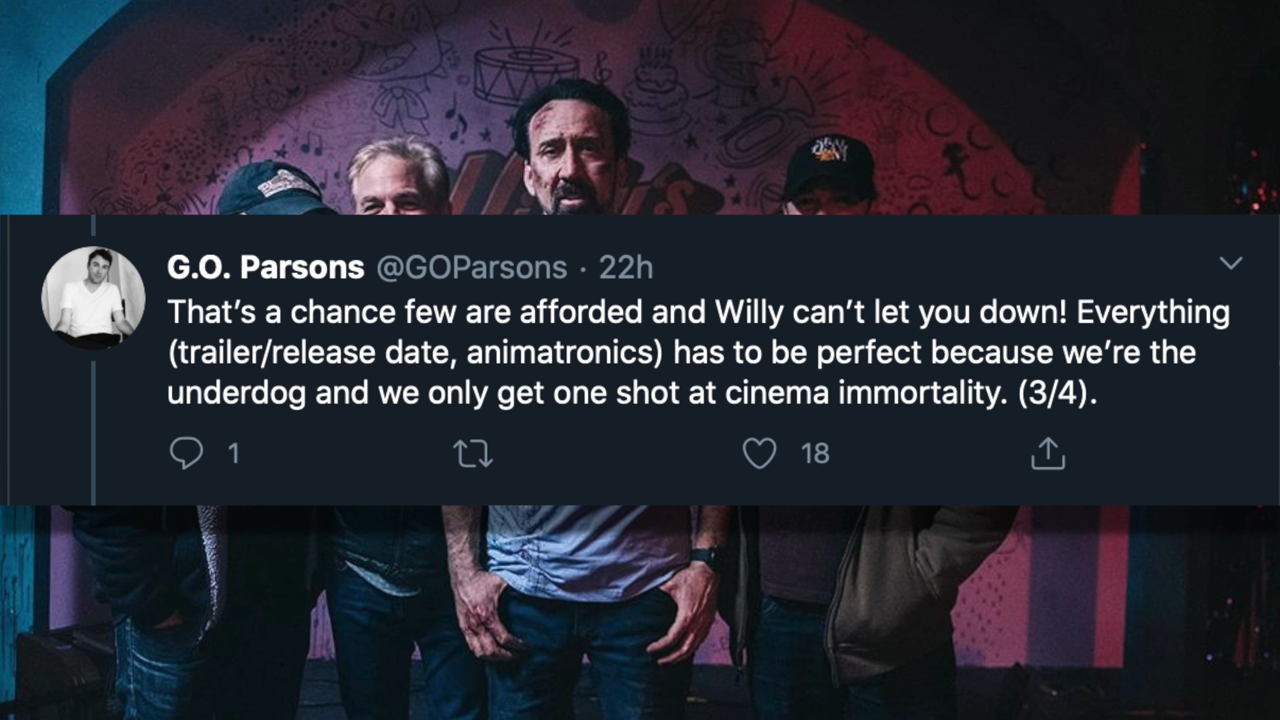 G.O. Parsons @GOParsons · 22h
That’s a chance few are afforded and Willy can’t let you down! Everything
(trailer/release date, animatronics) has to be perfect because we’re the
underdog and we only get one shot at cinema immortality. (3/4).
1 18